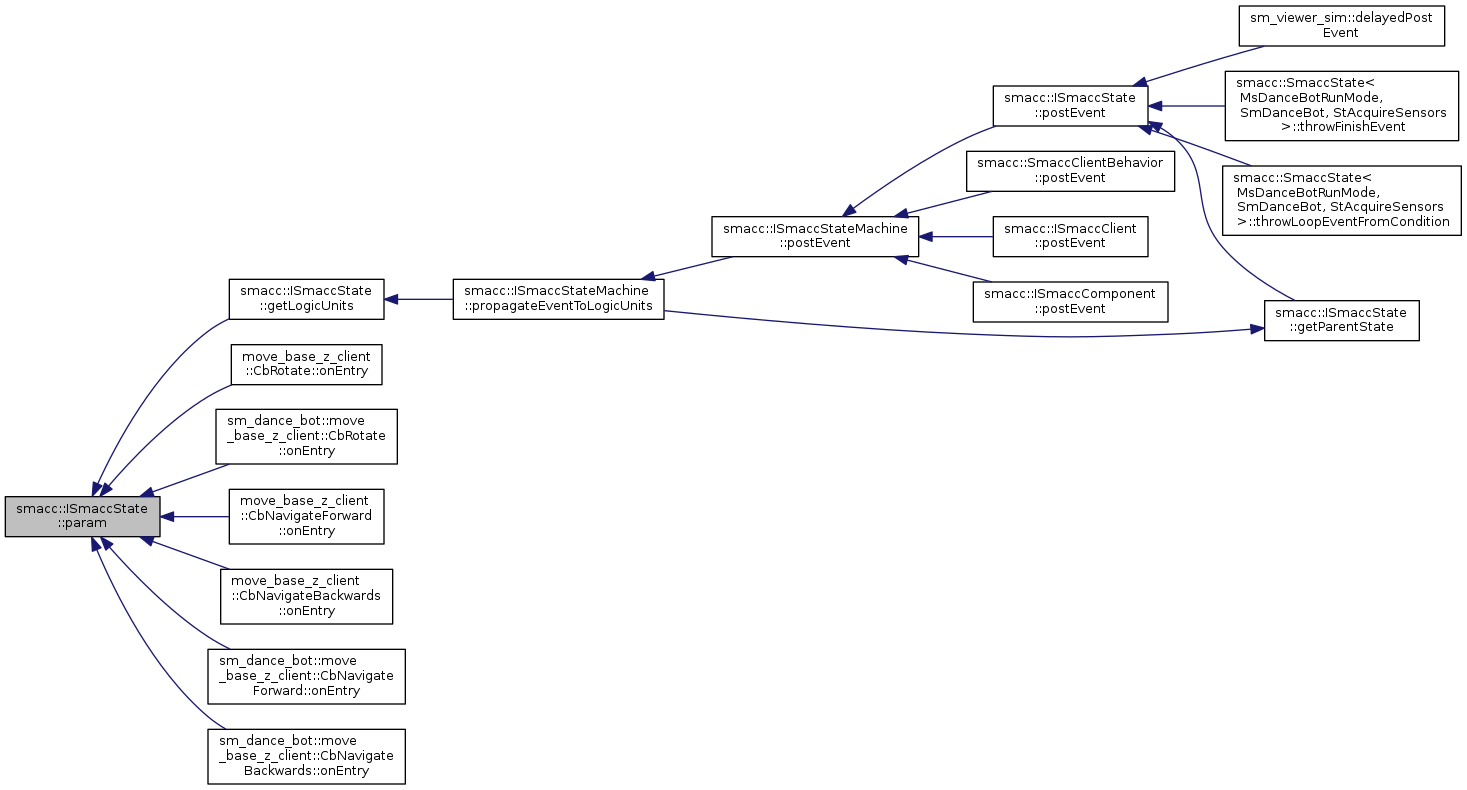 sm_viewer_sim::delayedPost
Event
smacc::SmaccState<
MsDanceBotRunMode,
SmDanceBot, StAcquireSensors
>::throwFinishEvent
smacc::ISmaccState
::postEvent
smacc::SmaccClientBehavior
::postEvent
smacc::SmaccState<
MsDanceBotRunMode,
SmDanceBot, StAcquireSensors
>::throwLoopEventFromCondition
smacc::ISmaccStateMachine
::postEvent
smacc::ISmaccClient
::postEvent
smacc::ISmaccState
::getLogicUnits
smacc::ISmaccStateMachine
::propagateEventToLogicUnits
smacc::ISmaccComponent
::postEvent
smacc::ISmaccState
::getParentState
move_base_z_client
::CbRotate::onEntry
sm_dance_bot::move
_base_z_client::CbRotate
::onEntry
smacc::ISmaccState
::param
move_base_z_client
::CbNavigateForward
::onEntry
move_base_z_client
::CbNavigateBackwards
::onEntry
sm_dance_bot::move
_base_z_client::CbNavigate
Forward::onEntry
sm_dance_bot::move
_base_z_client::CbNavigate
Backwards::onEntry